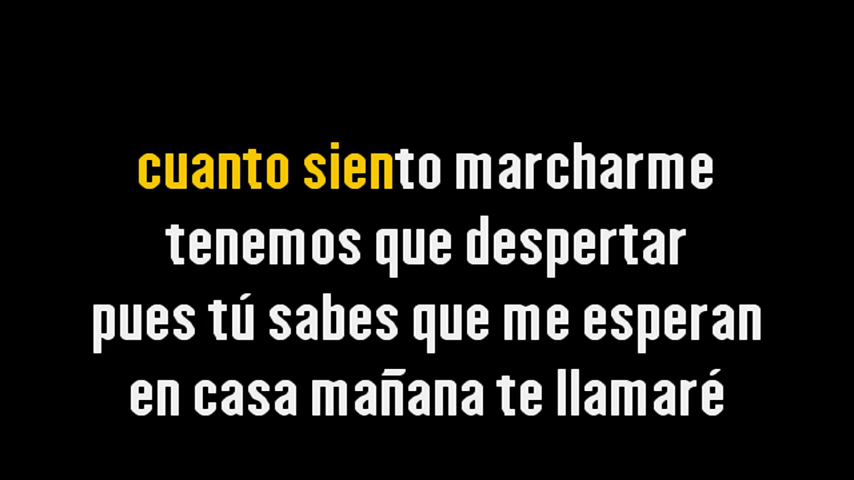 cuanto siento marcharme
tenemos que despertar
pues tú sabes que me esperan
en casa mañana te llamaré